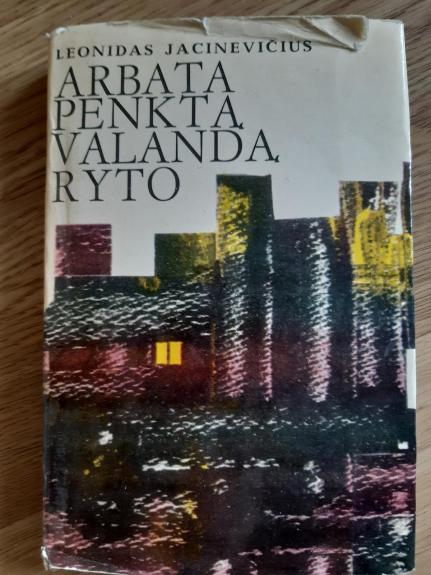 LEONIDAS JACINEVIČIUS
ARBATA
PENKTĄ
VALANDĄ
RYTO